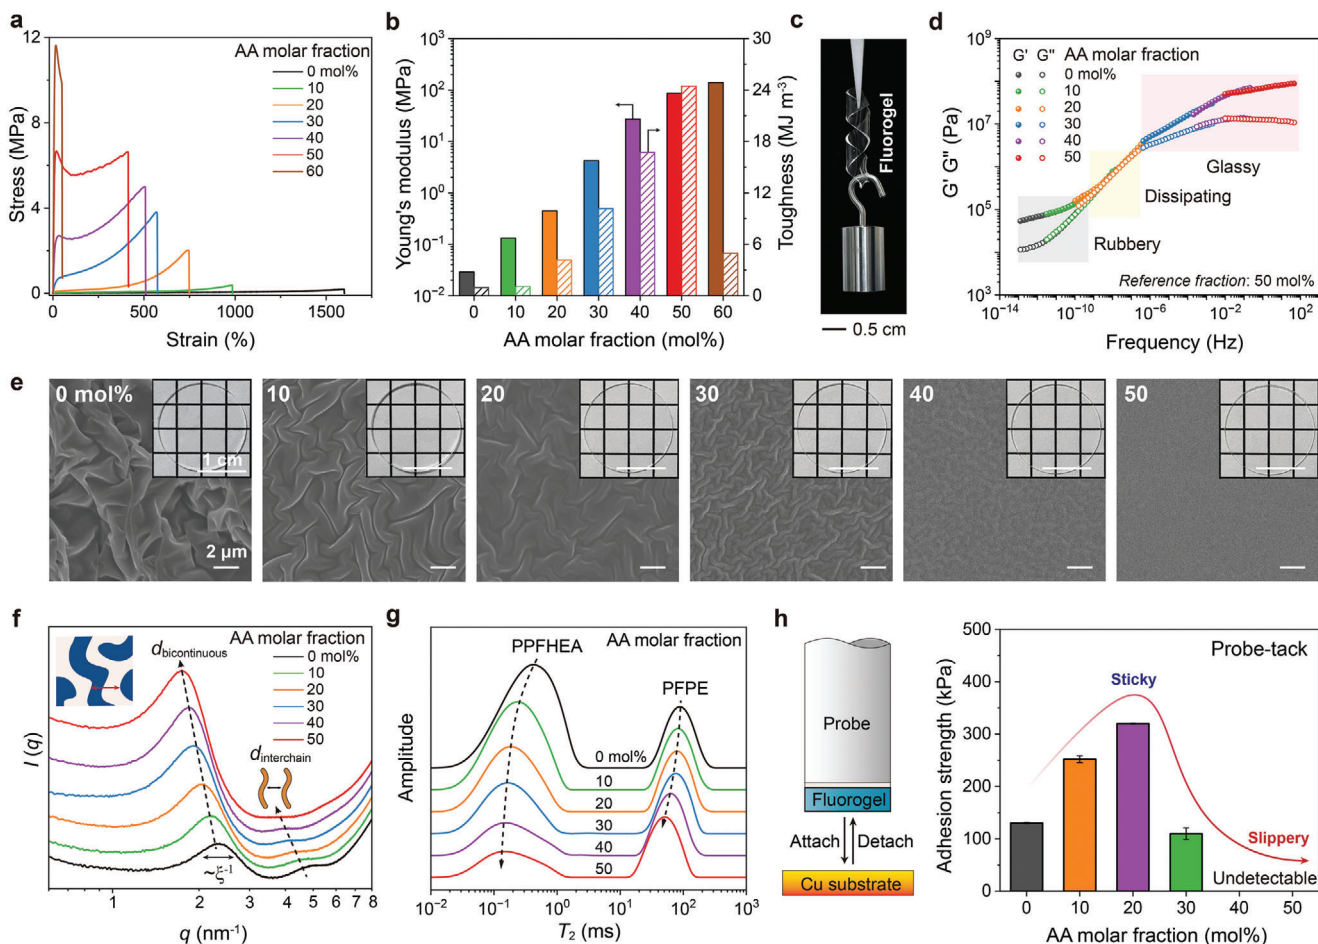 a
Stress (MPa)
12
8
4
0
0
500
1000
1500
Strain (%)
AA molar fraction
0 mol%
10
20
30
40
50
60
b
Young's modulus (MPa)
10³
10²
10¹
10⁰
10⁻¹
10⁻²
0 10 20 30 40 50 60
AA molar fraction (mol%)
30
24
18
12
6
0
Toughness (MJ m⁻³)
c
Fluorogel
0.5 cm
d
G' G'' (Pa)
10⁹
10⁷
10⁵
10³
G' G'' AA molar fraction
0 mol%
10
20
30
40
50
Glassy
Dissipating
Rubbery
Reference fraction: 50 mol%
10⁻¹⁴ 10⁻¹⁰ 10⁻⁶ 10⁻² 10²
Frequency (Hz)
e
0 mol%
1 cm
2 µm
10
20
30
40
50
f
I (q)
d bicontinuous
AA molar fraction
0 mol%
10
20
30
40
50
d interchain
~ξ⁻¹
1 2 3 4 5 6 7 8
q (nm⁻¹)
g
Amplitude
AA molar fraction
PPFHEA
PFPE
0 mol%
10
20
30
40
50
10⁻² 10⁻¹ 10⁰ 10¹ 10² 10³
T₂ (ms)
h
Probe
Fluorogel
Attach
Detach
Cu substrate
Adhesion strength (kPa)
500
400
300
200
100
0
Probe-tack
Sticky
Slippery
Undetectable
0 10 20 30 40 50
AA molar fraction (mol%)